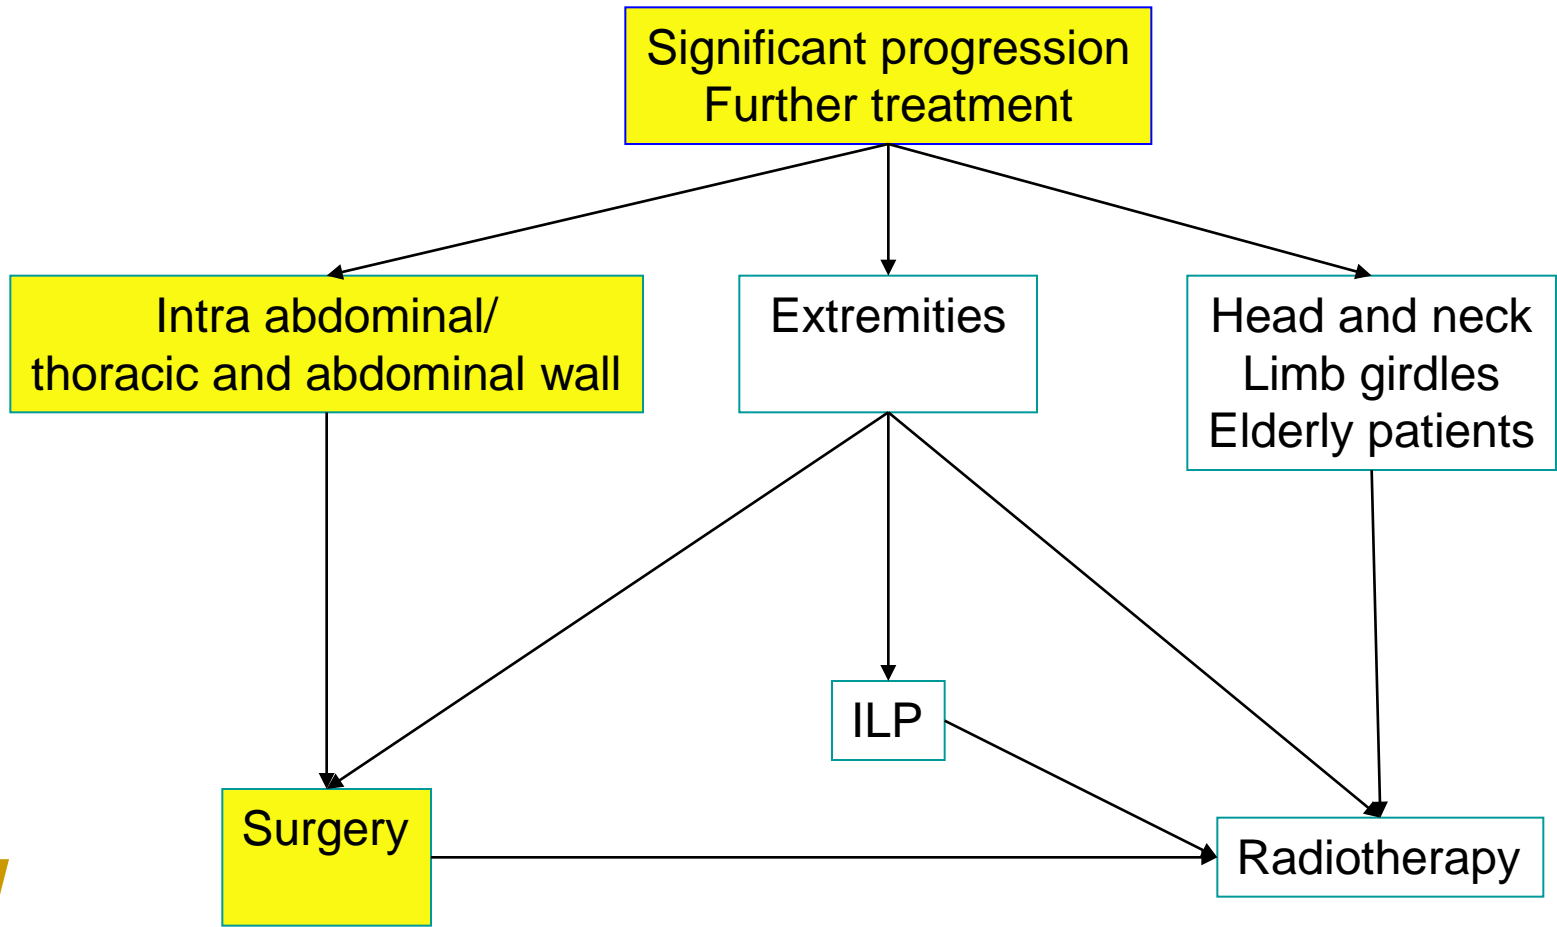 Significant progression
Further treatment
Intra abdominal/
thoracic and abdominal wall
Extremities
Head and neck
Limb girdles
Elderly patients
ILP
Surgery
Radiotherapy